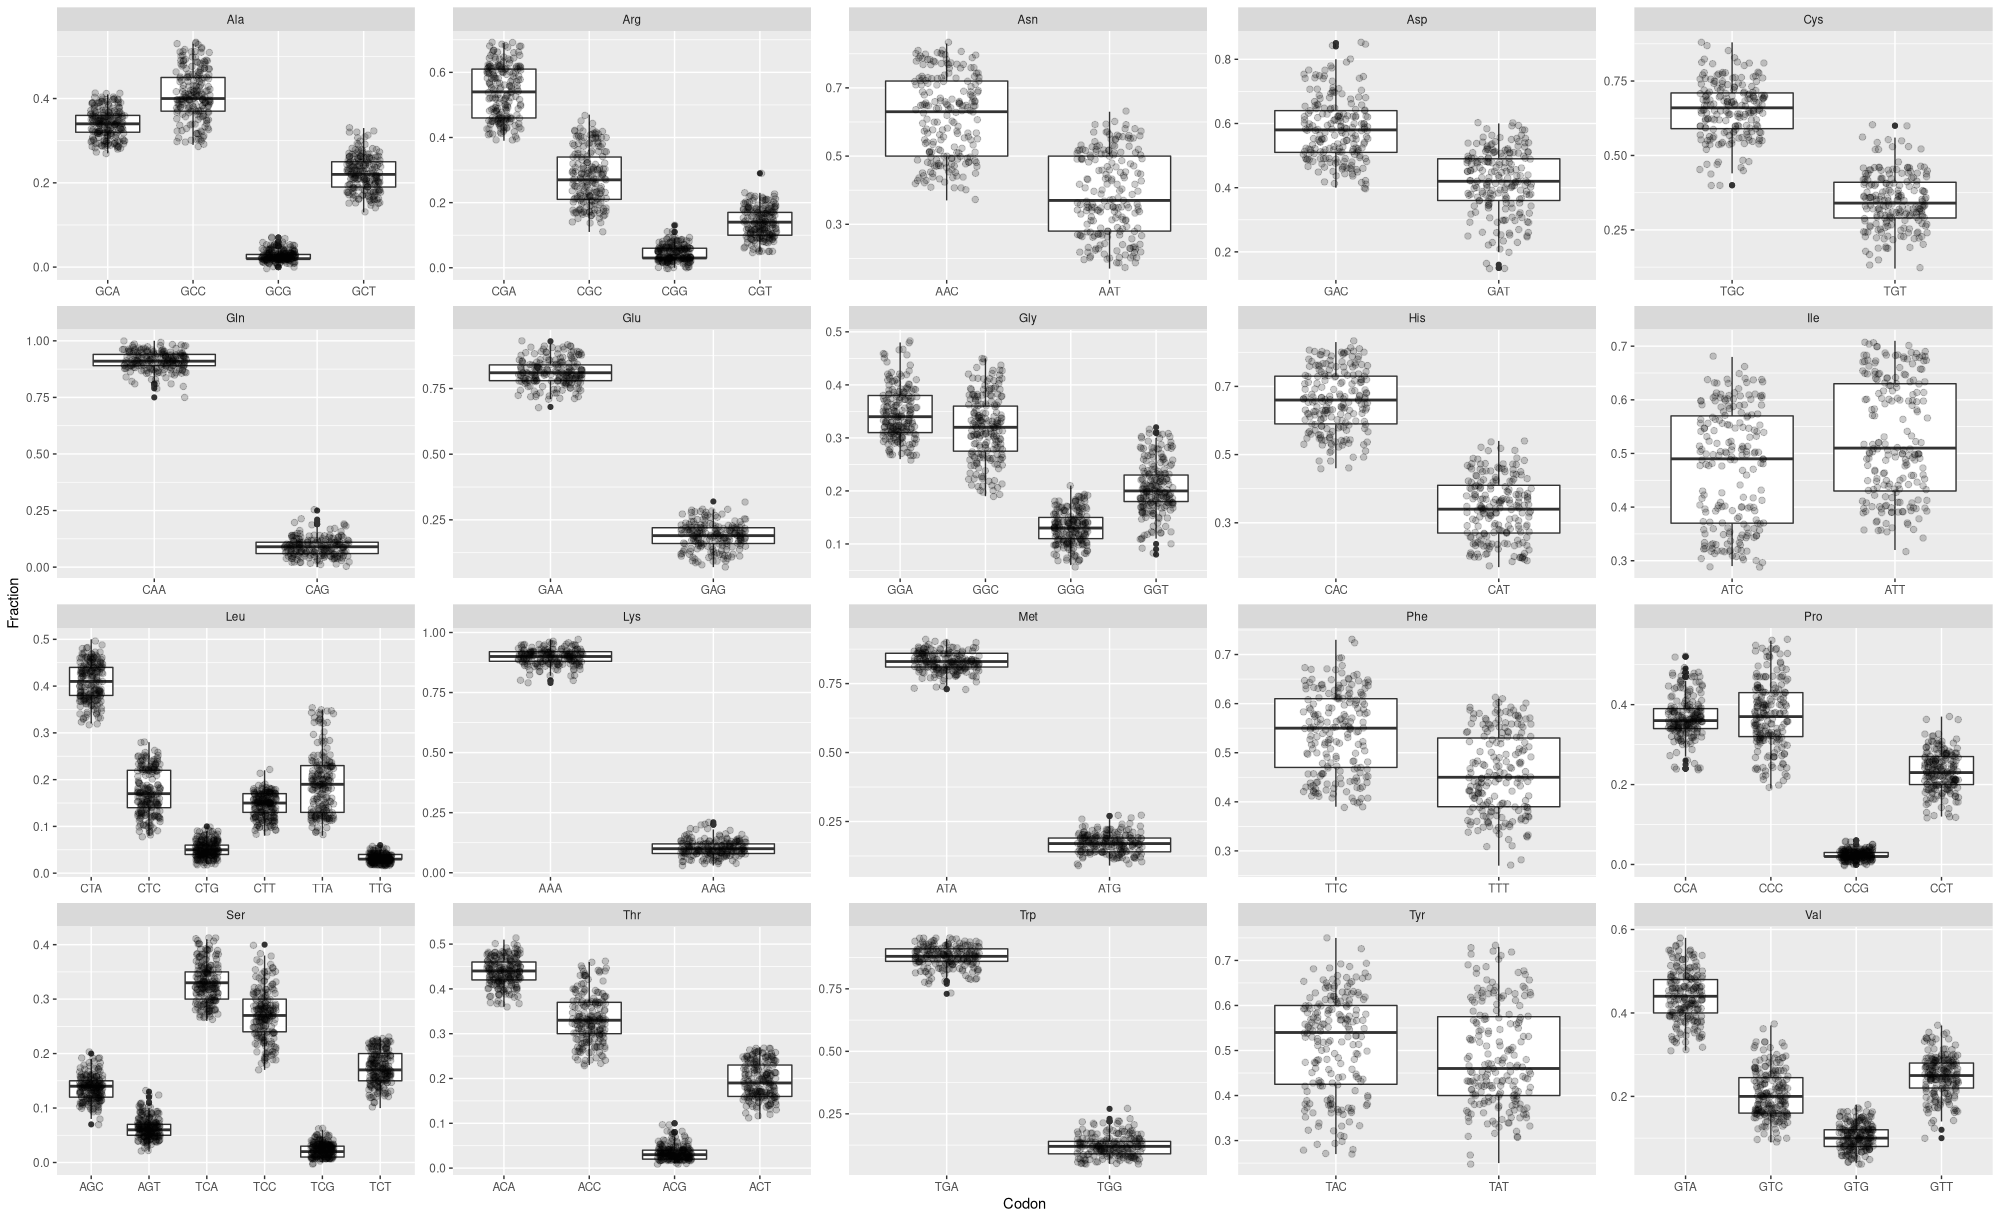 Ala Arg Asn Asp Cys
0.4 0.2 0.0
0.6 0.4 0.2 0.0
0.7 0.5 0.3
0.8 0.6 0.4 0.2
0.75 0.50 0.25
GCA GCC GCG GCT CGA CGC CGG CGT AAC AAT GAC GAT TGC TGT
Gln Glu Gly His Ile
1.00 0.75 0.50 0.25 0.00
0.75 0.50 0.25
0.5 0.4 0.3 0.2 0.1
0.7 0.5 0.3
0.7 0.6 0.5 0.4 0.3
CAA CAG GAA GAG GGA GGC GGG GGT CAC CAT ATC ATT
Fraction
Leu Lys Met Phe Pro
0.5 0.4 0.3 0.2 0.1 0.0
1.00 0.75 0.50 0.25 0.00
0.75 0.50 0.25
0.7 0.6 0.5 0.4 0.3
0.4 0.2 0.0
CTA CTC CTG CTT TTA TTG AAA AAG ATA ATG TTC TTT CCA CCC CCG CCT
Ser Thr Trp Tyr Val
0.4 0.3 0.2 0.1 0.0
0.5 0.4 0.3 0.2 0.1 0.0
0.75 0.50 0.25
0.7 0.6 0.5 0.4 0.3
0.6 0.4 0.2
AGC AGT TCA TCC TCG TCT ACA ACC ACG ACT TGA TGG TAC TAT GTA GTC GTG GTT
Codon